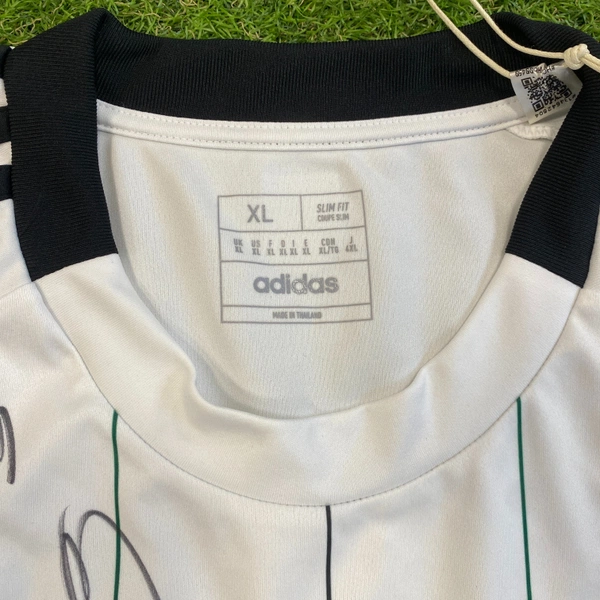 XL
SLIM FIT
COUPE SLIM
UK US F D I E CDN J
XL XL XL XL XL XL XL/TG 4XL
adidas
MADE IN THAILAND